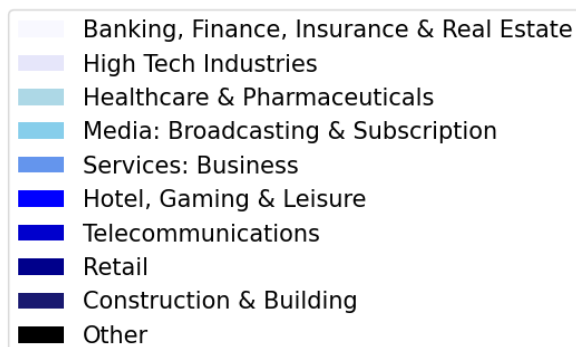 Banking, Finance, Insurance & Real Estate
High Tech Industries
Healthcare & Pharmaceuticals
Media: Broadcasting & Subscription
Services: Business
Hotel, Gaming & Leisure
Telecommunications
Retail
Construction & Building
Other